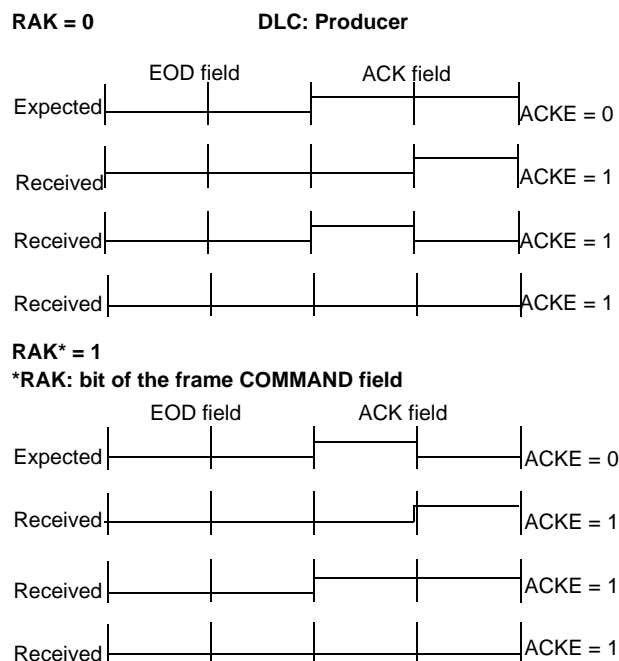 RAK = 0 DLC: Producer
EOD field ACK field
Expected ACKE = 0
Received ACKE = 1
Received ACKE = 1
Received ACKE = 1
RAK* = 1
*RAK: bit of the frame COMMAND field
EOD field ACK field
Expected ACKE = 0
Received ACKE = 1
Received ACKE = 1
Received ACKE = 1